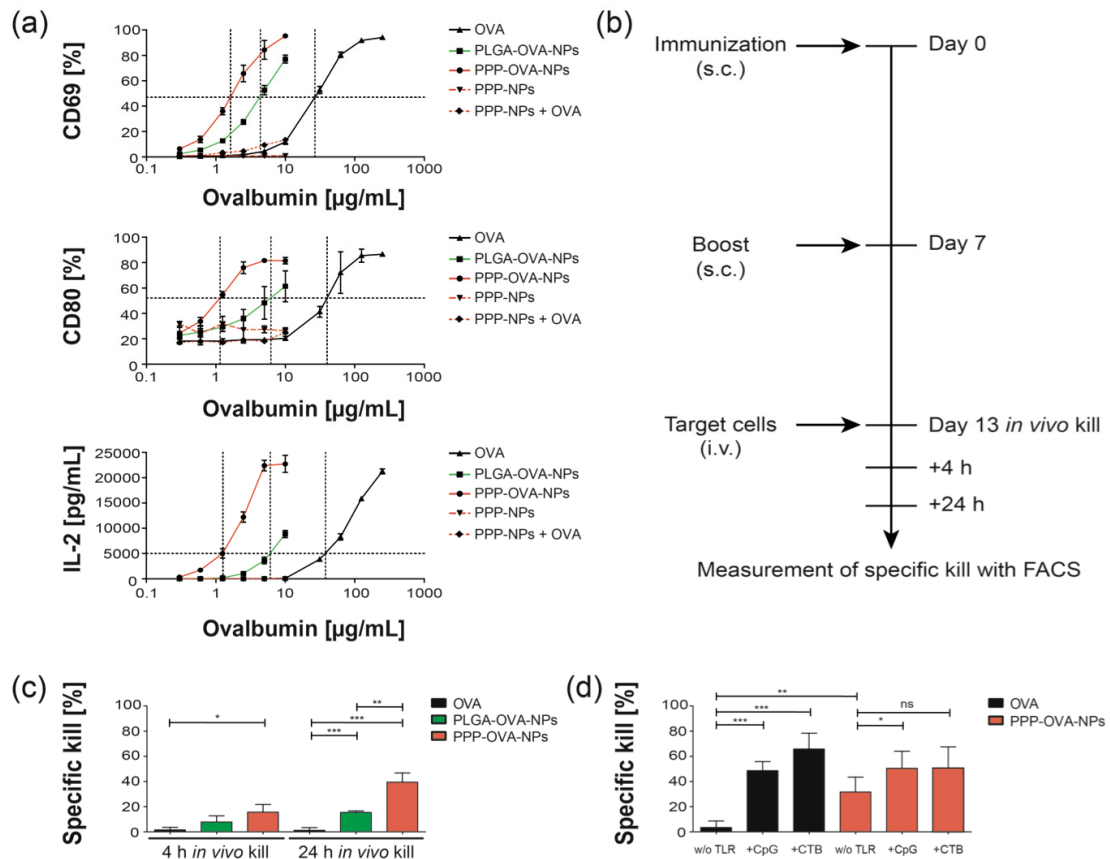 (a)
CD69 [%]
100
80
60
40
20
0
0.1 1 10 100 1000
Ovalbumin [µg/mL]
OVA
PLGA-OVA-NPs
PPP-OVA-NPs
PPP-NPs
PPP-NPs + OVA
CD80 [%]
100
80
60
40
20
0
0.1 1 10 100 1000
Ovalbumin [µg/mL]
OVA
PLGA-OVA-NPs
PPP-OVA-NPs
PPP-NPs
PPP-NPs + OVA
IL-2 [pg/mL]
25000
20000
15000
10000
5000
0
0.1 1 10 100 1000
Ovalbumin [µg/mL]
OVA
PLGA-OVA-NPs
PPP-OVA-NPs
PPP-NPs
PPP-NPs + OVA
(b)
Immunization
(s.c.)
Day 0
Boost
(s.c.)
Day 7
Target cells
(i.v.)
Day 13 in vivo kill
+4 h
+24 h
Measurement of specific kill with FACS
(c)
Specific kill [%]
100
80
60
40
20
0
*
**
***
***
OVA
PLGA-OVA-NPs
PPP-OVA-NPs
4 h in vivo kill 24 h in vivo kill
(d)
Specific kill [%]
100
80
60
40
20
0
**
***
***
ns
*
OVA
PPP-OVA-NPs
w/o TLR +CpG +CTB w/o TLR +CpG +CTB